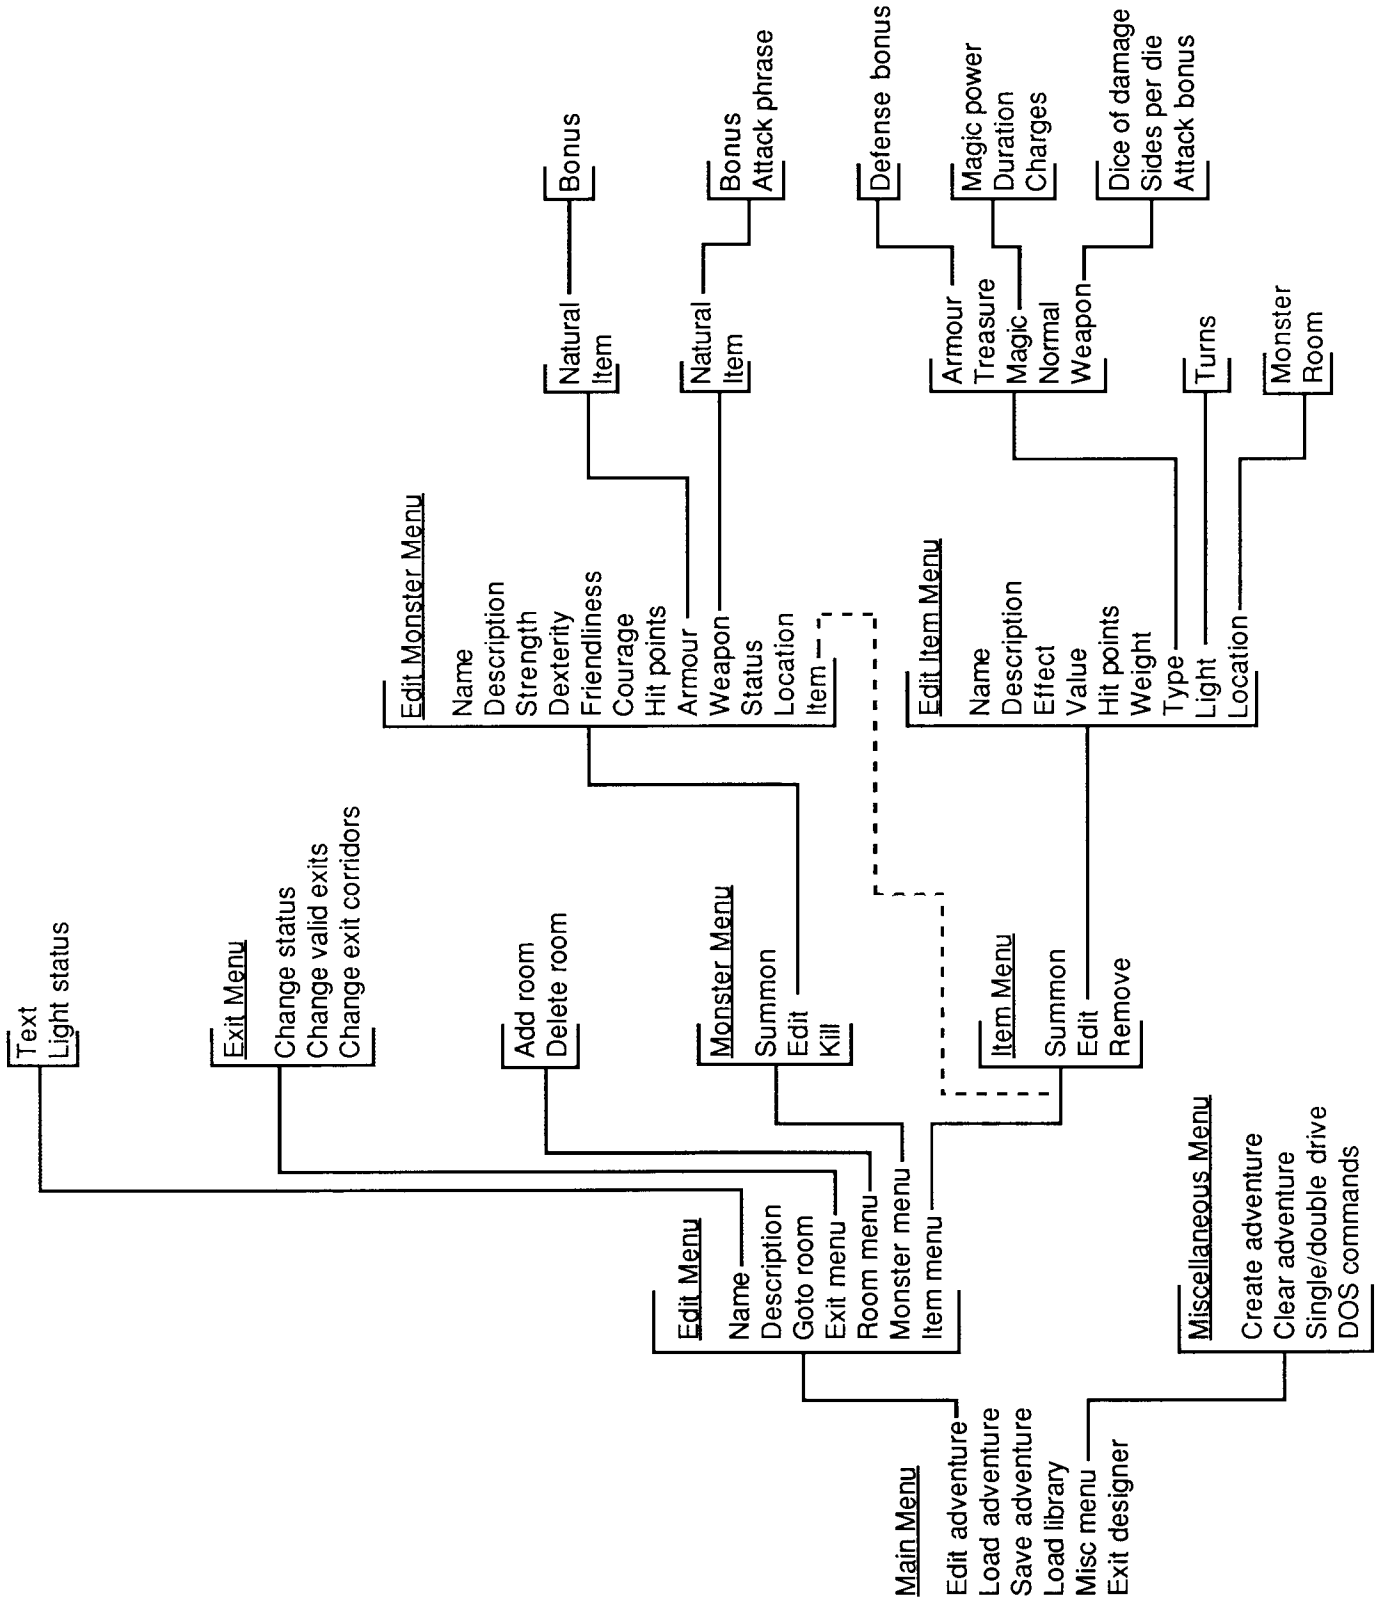 Main Menu
Edit adventure
Load adventure
Save adventure
Load library
Misc menu
Exit designer
Edit Menu
Name
Description
Goto room
Exit menu
Room menu
Monster menu
Item menu
Miscellaneous Menu
Create adventure
Clear adventure
Single/double drive
DOS commands
Text
Light status
Exit Menu
Change status
Change valid exits
Change exit corridors
Add room
Delete room
Monster Menu
Summon
Edit
Kill
Item Menu
Summon
Edit
Remove
Edit Monster Menu
Name
Description
Strength
Dexterity
Friendliness
Courage
Hit points
Armour
Weapon
Status
Location
Item
Edit Item Menu
Name
Description
Effect
Value
Hit points
Weight
Type
Light
Location
Natural
Item
Natural
Item
Armour
Treasure
Magic
Normal
Weapon
Turns
Monster
Room
Bonus
Bonus
Attack phrase
Defense bonus
Magic power
Duration
Charges
Dice of damage
Sides per die
Attack bonus